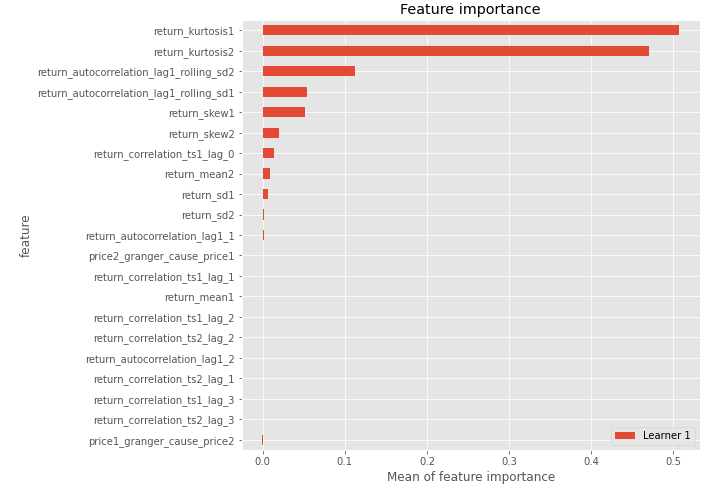 Feature importance
return_kurtosis1
return_kurtosis2
return_autocorrelation_lag1_rolling_sd2
return_autocorrelation_lag1_rolling_sd1
return_skew1
return_skew2
return_correlation_ts1_lag_0
return_mean2
return_sd1
return_sd2
return_autocorrelation_lag1_1
price2_granger_cause_price1
return_correlation_ts1_lag_1
return_mean1
return_correlation_ts1_lag_2
return_correlation_ts2_lag_2
return_autocorrelation_lag1_2
return_correlation_ts2_lag_1
return_correlation_ts1_lag_3
return_correlation_ts2_lag_3
price1_granger_cause_price2
feature
Learner 1
0.0 0.1 0.2 0.3 0.4 0.5
Mean of feature importance